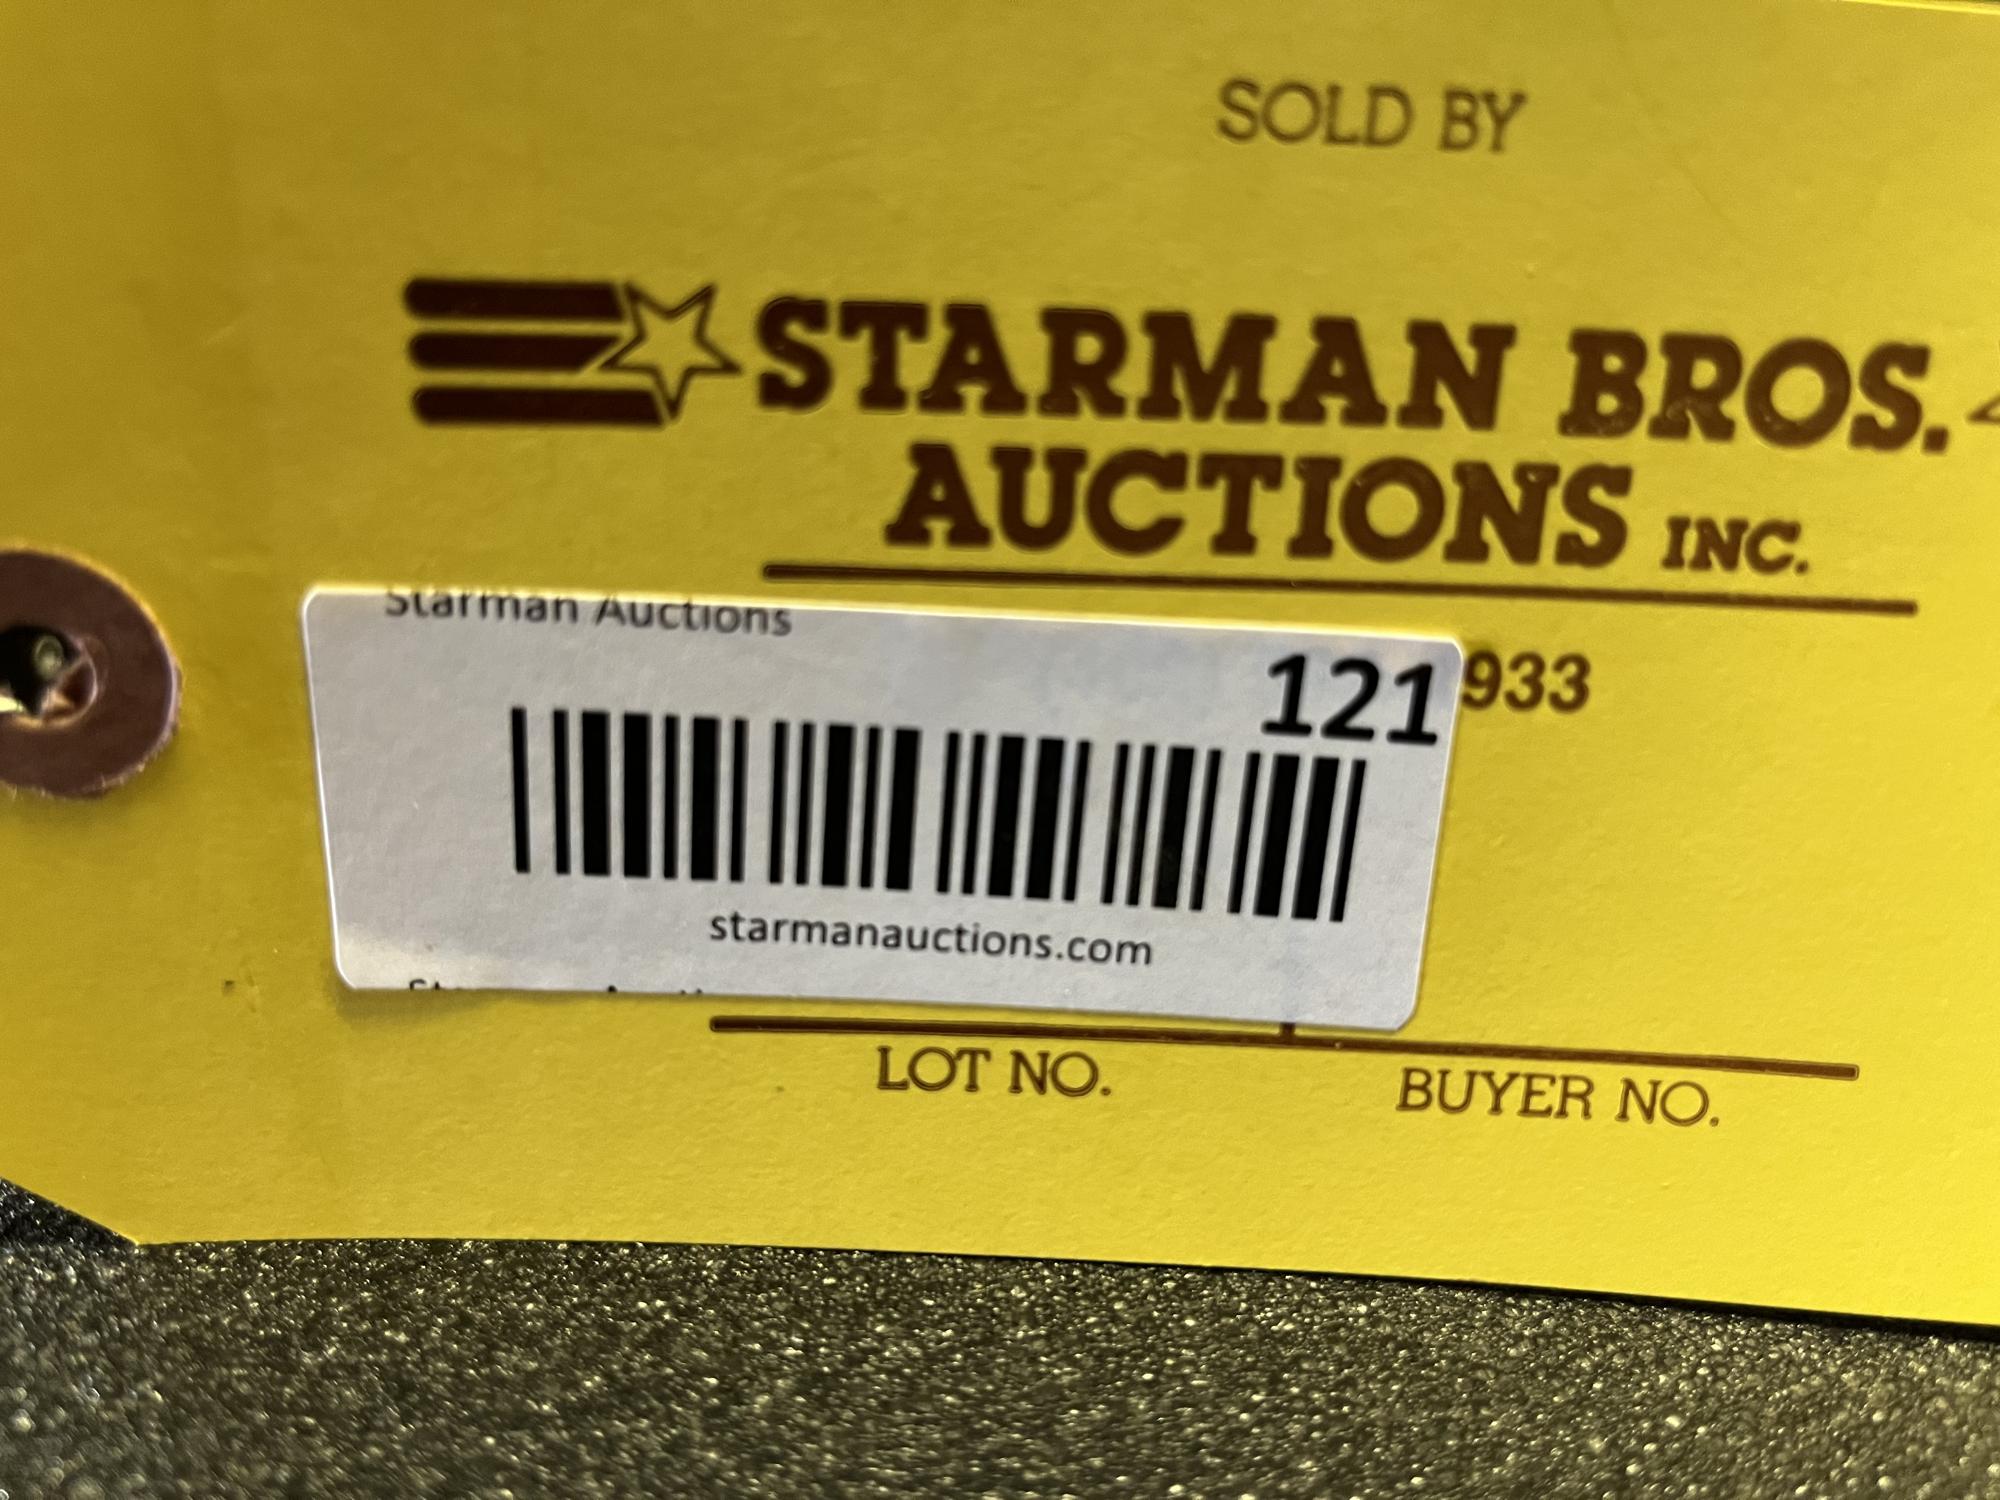 SOLD BY
STARMAN BROS.
AUCTIONS INC.
Starman Auctions
121
933
starmanauctions.com
LOT NO.
BUYER NO.